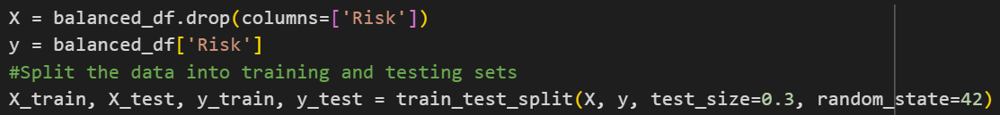 X = balanced_df.drop(columns=['Risk'])
y = balanced_df['Risk']
#Split the data into training and testing sets
X_train, X_test, y_train, y_test = train_test_split(X, y, test_size=0.3, random_state=42)